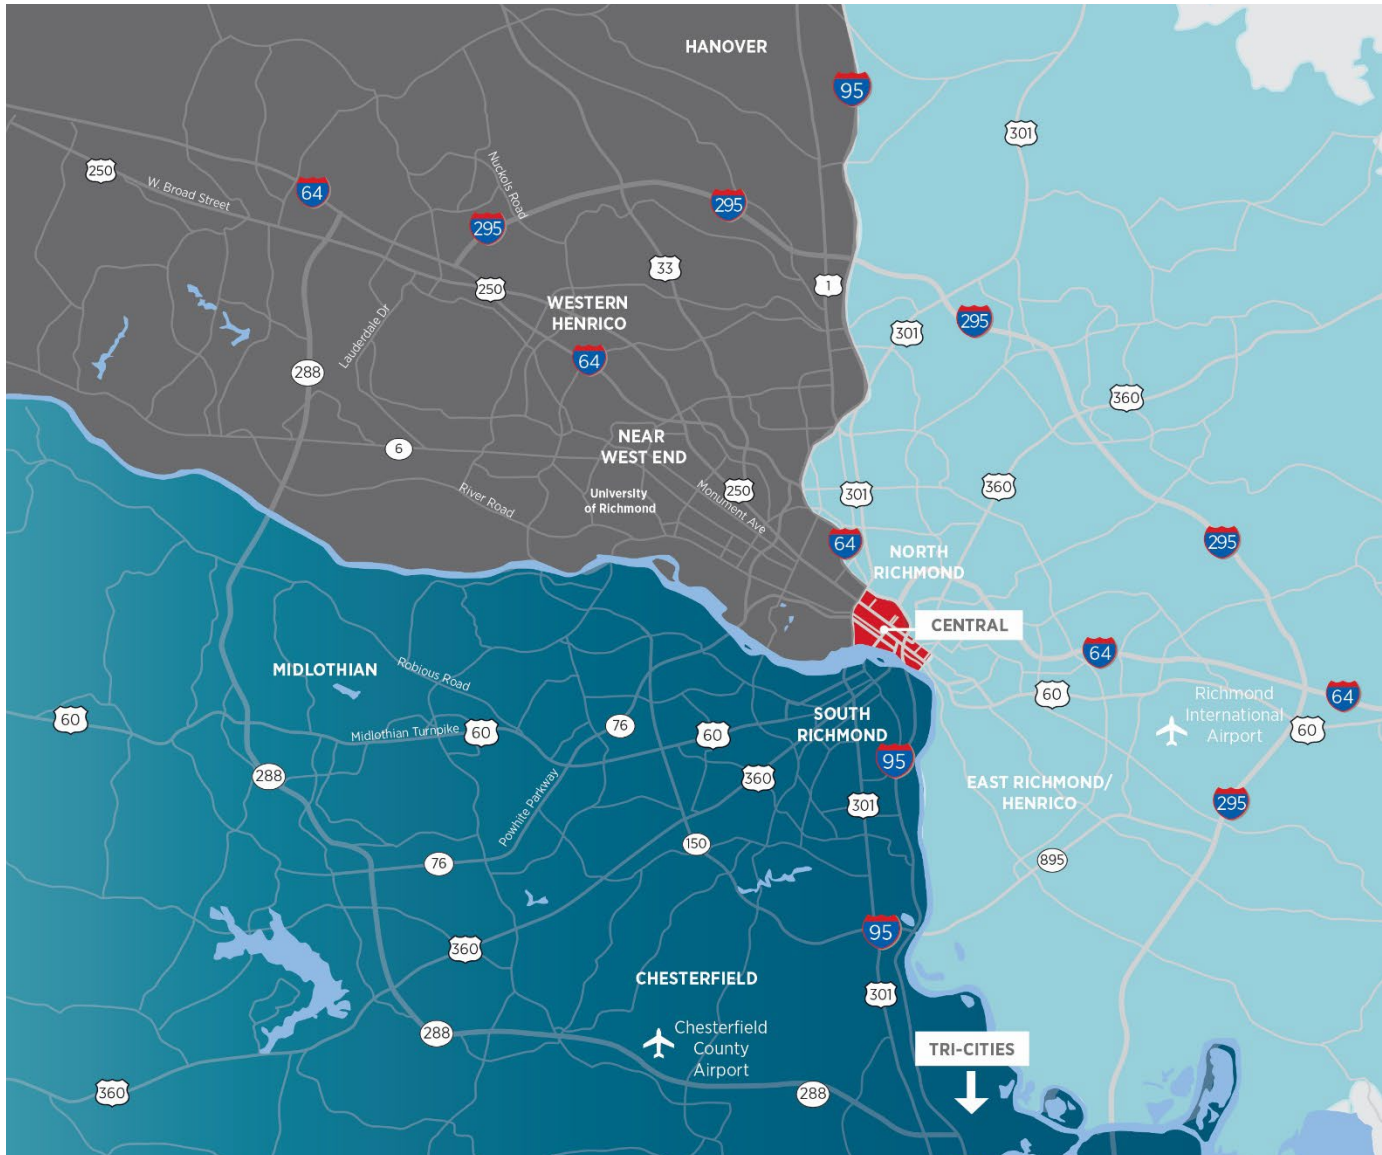 HANOVER
95
301
250
W. Broad Street
64
Nuckols Road
295
295
33
250
1
WESTERN
HENRICO
295
301
Lauderdale Dr
64
288
360
NEAR
WEST END
6
250
Monument Ave
301
360
River Road
University
of Richmond
64
295
NORTH
RICHMOND
CENTRAL
64
MIDLOTHIAN
Robious Road
60
64
Richmond
International
Airport
60
60
Midlothian Turnpike
60
76
60
SOUTH
RICHMOND
95
288
360
EAST RICHMOND/
HENRICO
301
295
Powhite Parkway
76
150
895
360
95
CHESTERFIELD
301
288
Chesterfield
County
Airport
TRI-CITIES
360
288